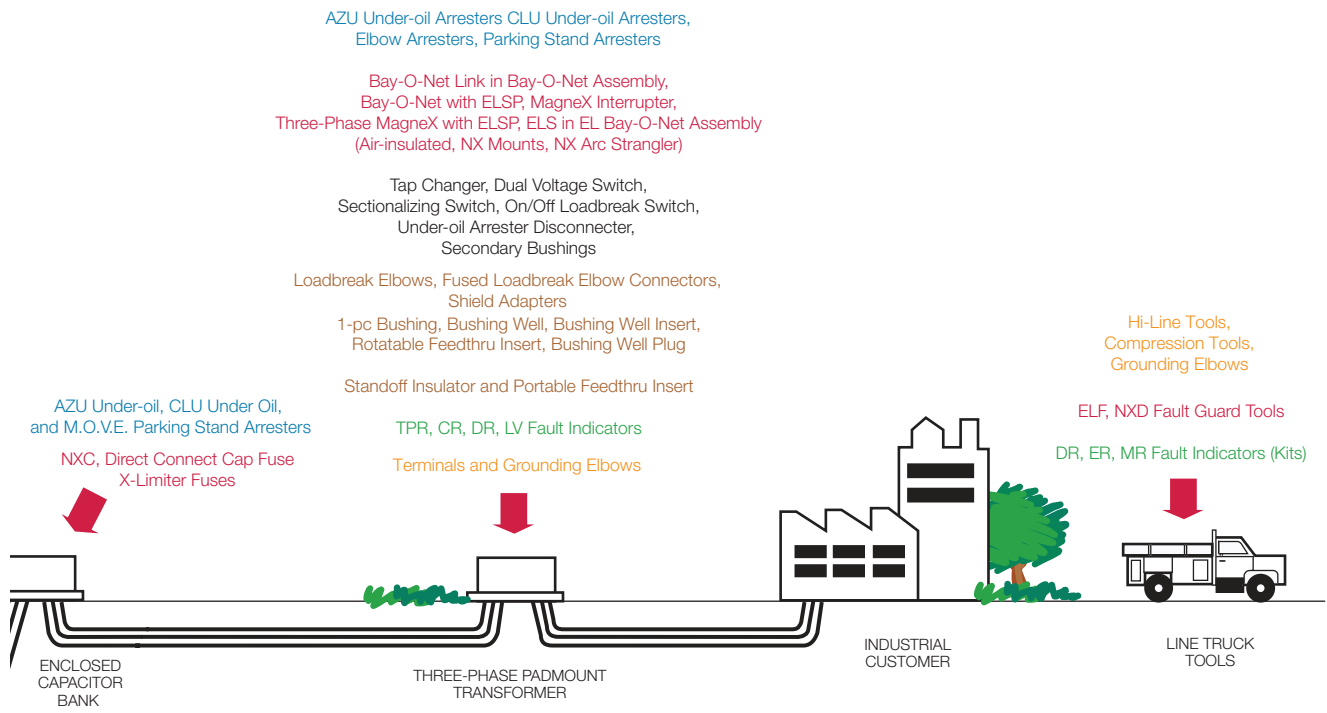 AZU Under-oil Arresters CLU Under-oil Arresters,
Elbow Arresters, Parking Stand Arresters
Bay-O-Net Link in Bay-O-Net Assembly,
Bay-O-Net with ELSP, MagneX Interrupter,
Three-Phase MagneX with ELSP, ELS in EL Bay-O-Net Assembly
(Air-insulated, NX Mounts, NX Arc Strangler)
Tap Changer, Dual Voltage Switch,
Sectionalizing Switch, On/Off Loadbreak Switch,
Under-oil Arrester Disconnecter,
Secondary Bushings
Loadbreak Elbows, Fused Loadbreak Elbow Connectors,
Shield Adapters
1-pc Bushing, Bushing Well, Bushing Well Insert,
Rotatable Feedthru Insert, Bushing Well Plug
Standoff Insulator and Portable Feedthru Insert
TPR, CR, DR, LV Fault Indicators
Terminals and Grounding Elbows
AZU Under-oil, CLU Under Oil,
and M.O.V.E. Parking Stand Arresters
NXC, Direct Connect Cap Fuse
X-Limiter Fuses
Hi-Line Tools,
Compression Tools,
Grounding Elbows
ELF, NXD Fault Guard Tools
DR, ER, MR Fault Indicators (Kits)
ENCLOSED
CAPACITOR
BANK
THREE-PHASE PADMOUNT
TRANSFORMER
INDUSTRIAL
CUSTOMER
LINE TRUCK
TOOLS